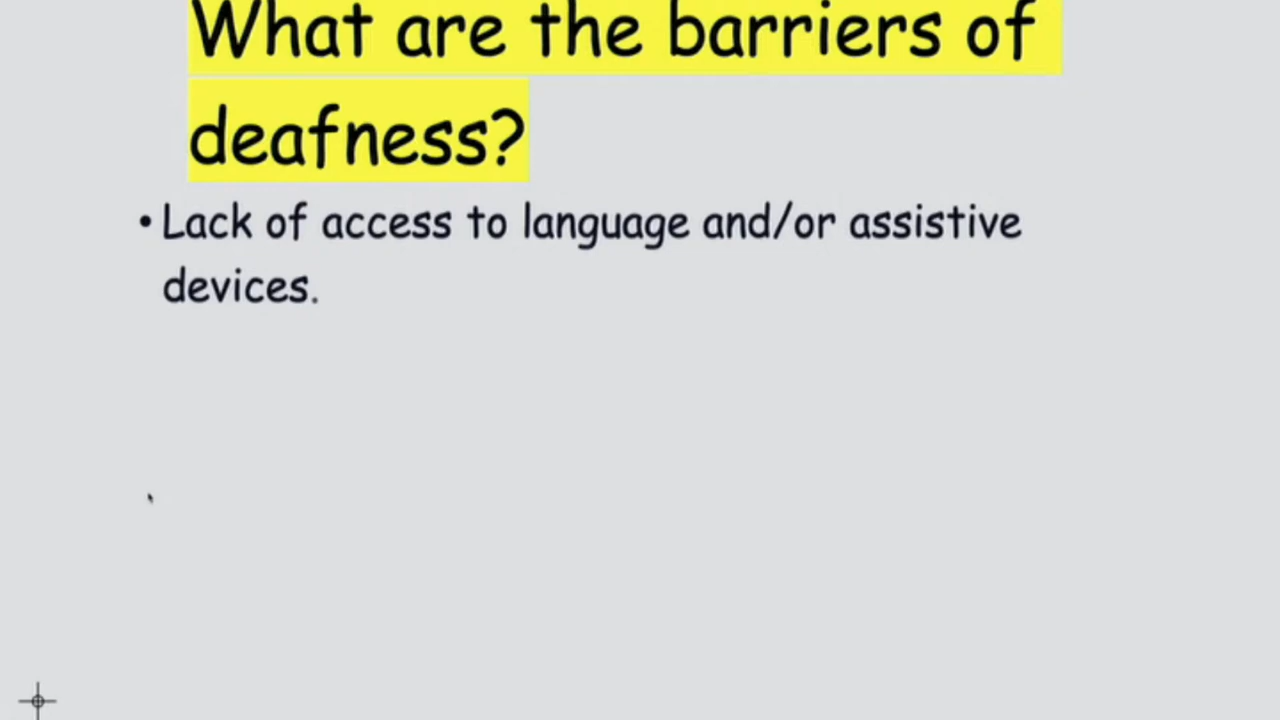 What are the barriers of
deafness?
• Lack of access to language and/or assistive
devices.